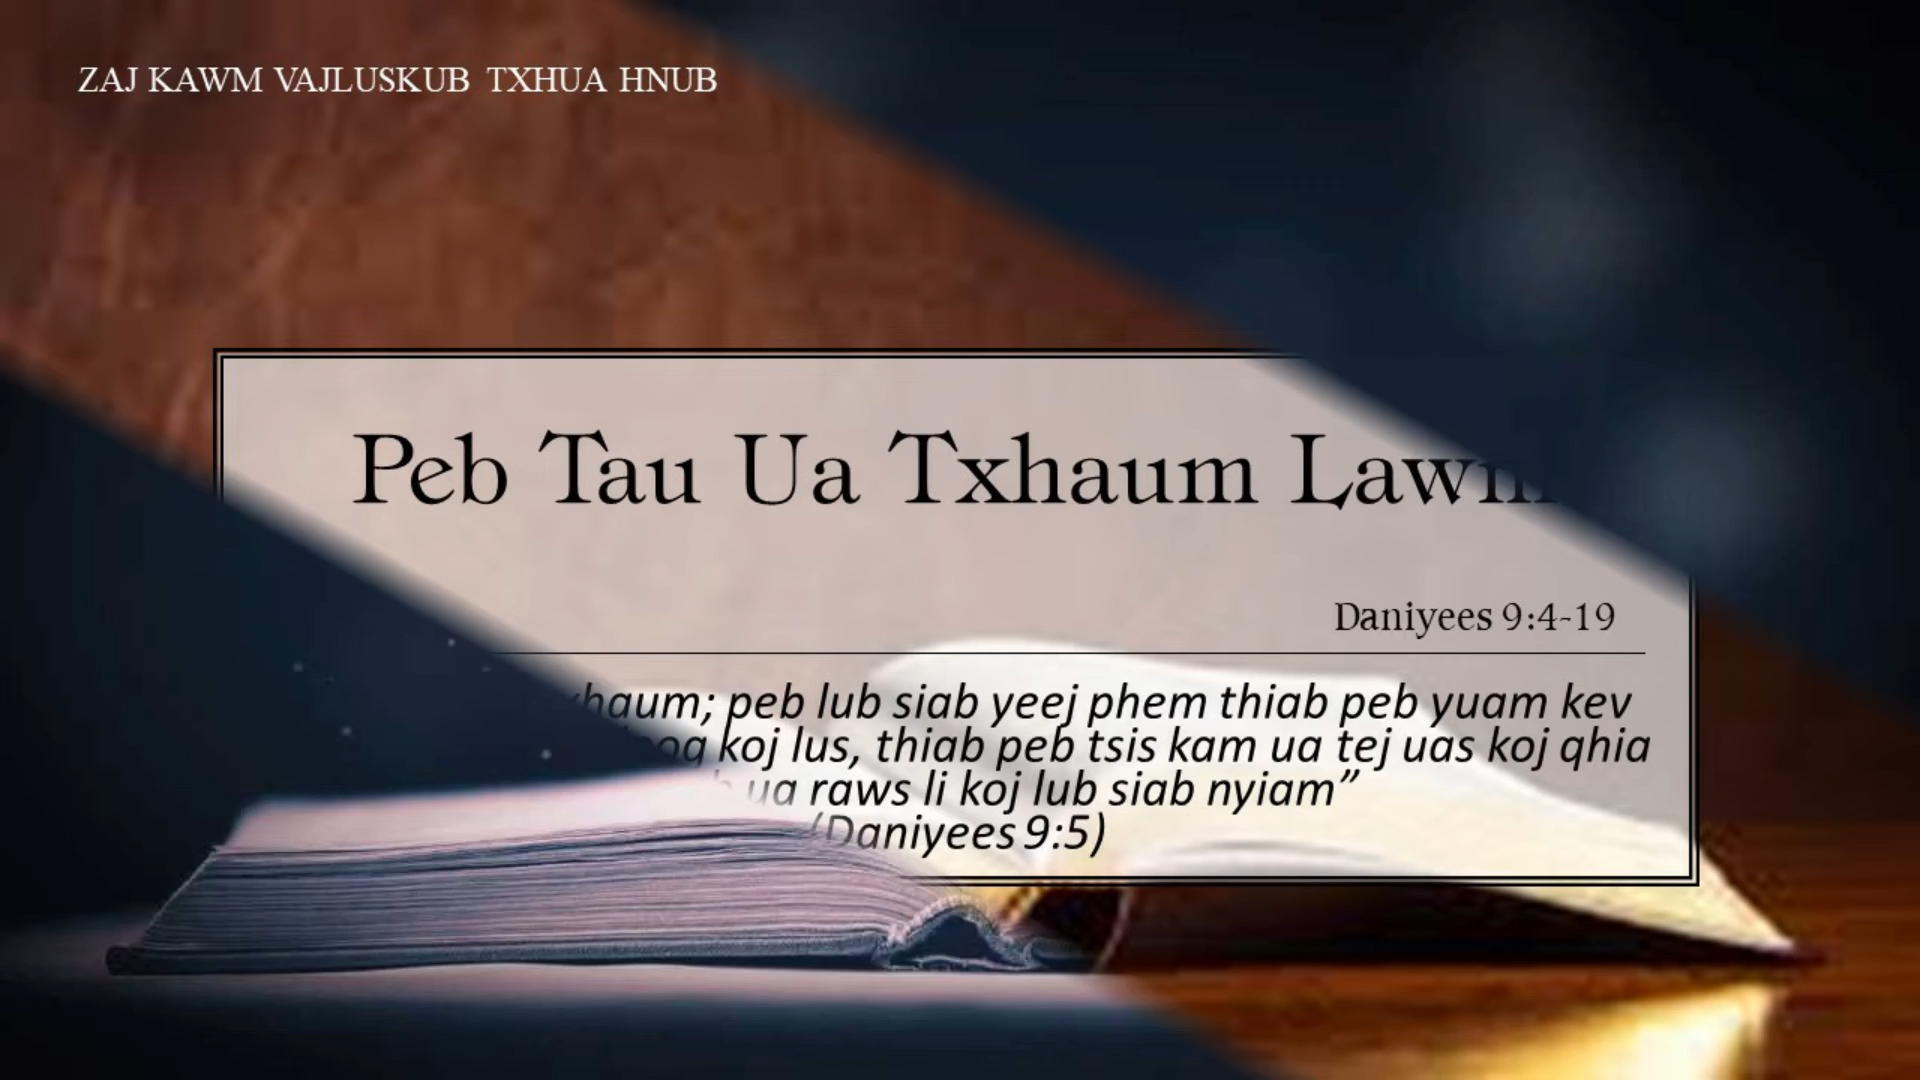 ZAJ KAWM VAJLUSKUB TXHUA HNUB
Peb Tau Ua Txhaum Lawm
Daniyees 9:4-19
peb lub siab yeej phem thiab peb yuam kev
koj lus, thiab peb tsis kam ua tej uas koj qhia
ua raws li koj lub siab nyiam”
(Daniyees 9:5)